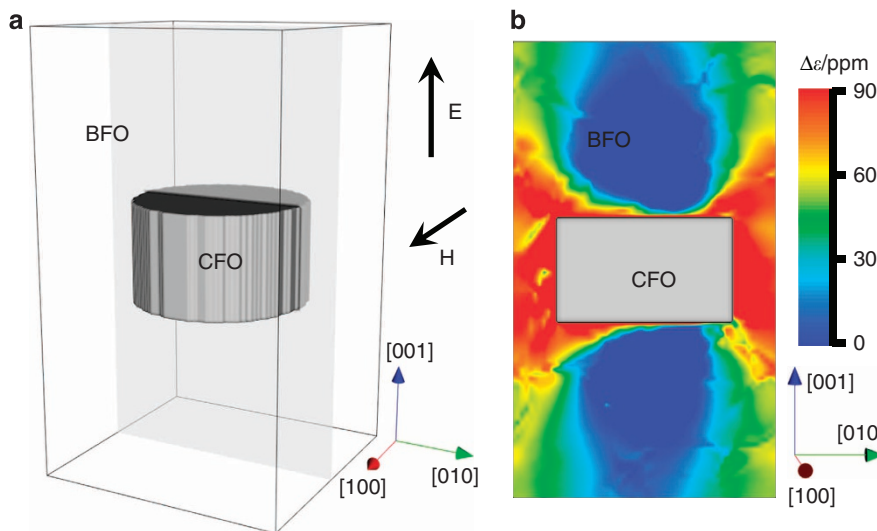 a
BFO
CFO
E
H
[001]
[010]
[100]
b
BFO
CFO
Δε/ppm
90
60
30
0
[001]
[010]
[100]